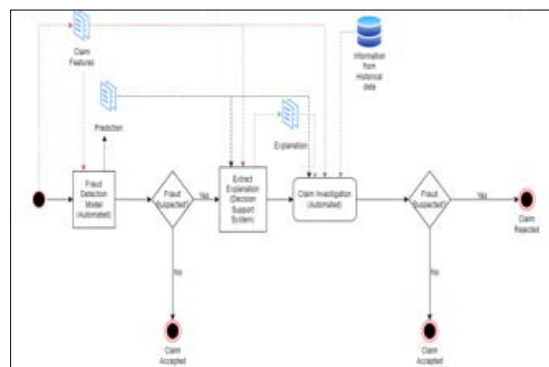 Claim
Features
Information
from
Historical
data
Prediction
Explanation
Fraud
Detection
Model
(Automated)
Fraud
Suspected?
Yes
Extract
Explanation
(Decision
Support
System)
Claim Investigation
(Automated)
Fraud
Suspected?
Yes
Claim
Rejected
No
No
Claim
Accepted
Claim
Accepted